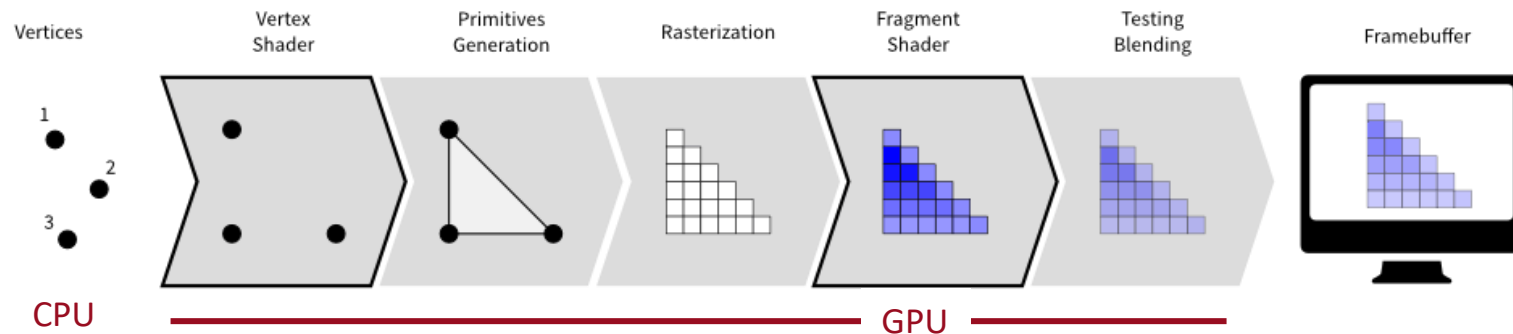 Vertices
Vertex
Shader
Primitives
Generation
Rasterization
Fragment
Shader
Testing
Blending
Framebuffer
1
2
3
CPU
GPU